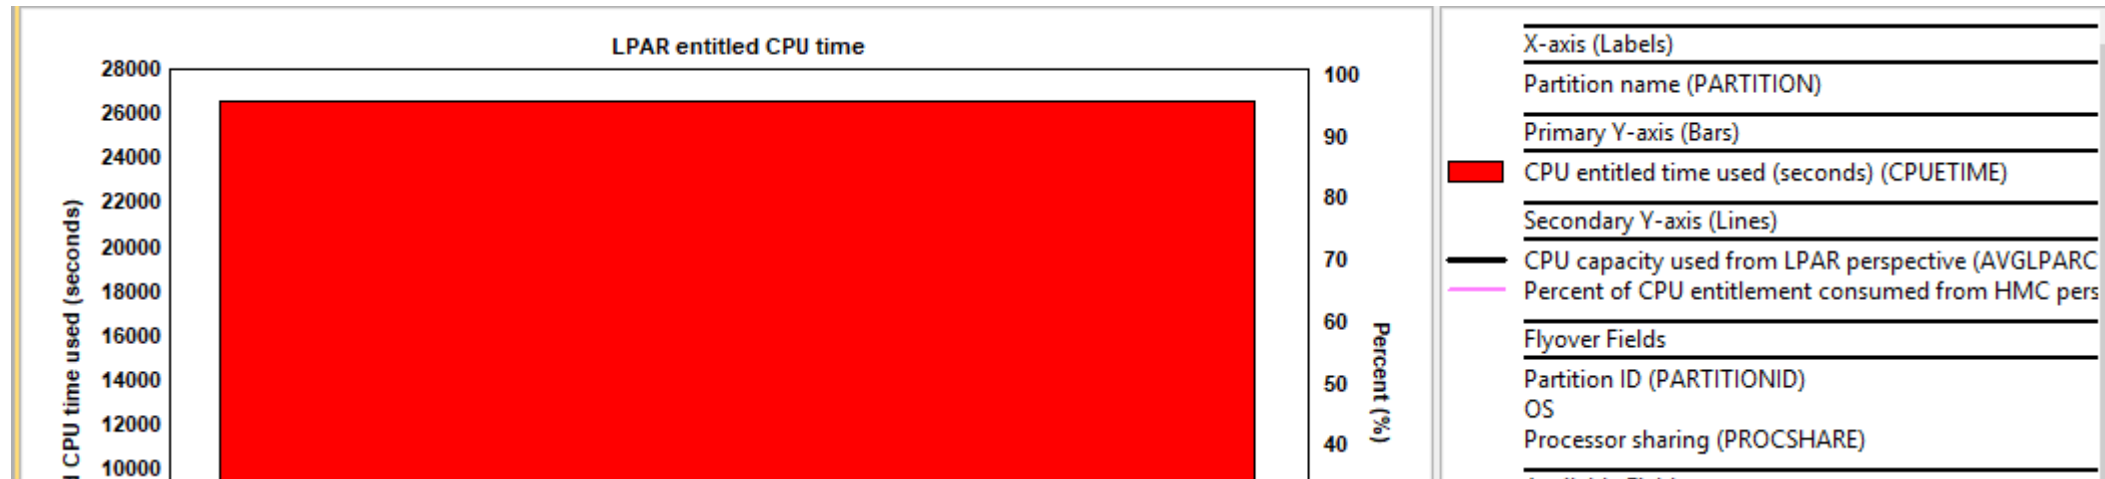 LPAR entitled CPU time
28000
26000
24000
22000
20000
18000
16000
14000
12000
10000
CPU time used (seconds)
100
90
80
70
60
50
40
Percent (%)
X-axis (Labels)
Partition name (PARTITION)
Primary Y-axis (Bars)
CPU entitled time used (seconds) (CPUETIME)
Secondary Y-axis (Lines)
CPU capacity used from LPAR perspective (AVGLPARC
Percent of CPU entitlement consumed from HMC pers
Flyover Fields
Partition ID (PARTITIONID)
OS
Processor sharing (PROCSHARE)